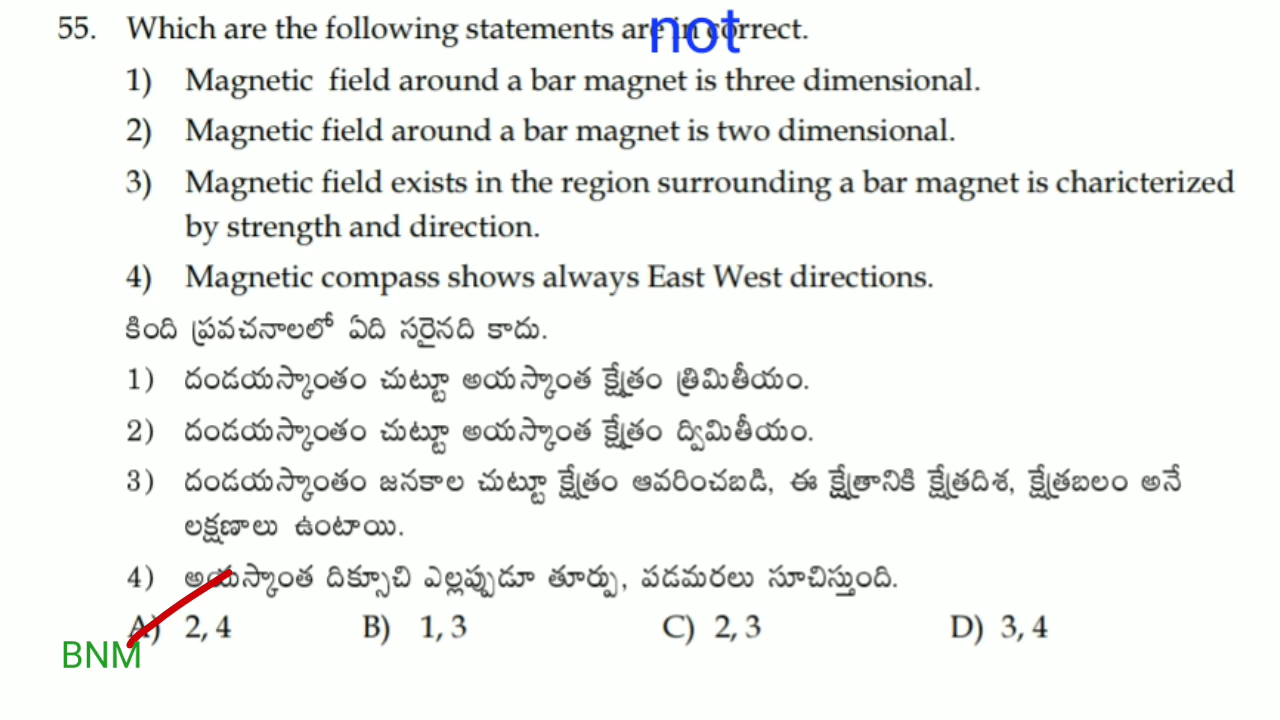 55. Which are the following statements are in correct.
not
1) Magnetic field around a bar magnet is three dimensional.
2) Magnetic field around a bar magnet is two dimensional.
3) Magnetic field exists in the region surrounding a bar magnet is charicterized
by strength and direction.
4) Magnetic compass shows always East West directions.
కింది ప్రవచనాలలో ఏది సరైనది కాదు.
1) దండయస్కాంతం చుట్టూ అయస్కాంత క్షేత్రం త్రిమితీయం.
2) దండయస్కాంతం చుట్టూ అయస్కాంత క్షేత్రం ద్విమితీయం.
3) దండయస్కాంతం జనకాల చుట్టూ క్షేత్రం ఆవరించబడి, ఈ క్షేత్రానికి క్షేత్రదిశ, క్షేత్రబలం అనే
లక్షణాలు ఉంటాయి.
4) అయస్కాంత దిక్సూచి ఎల్లప్పుడూ తూర్పు, పడమరలు సూచిస్తుంది.
A) 2, 4 B) 1, 3 C) 2, 3 D) 3, 4
BNM